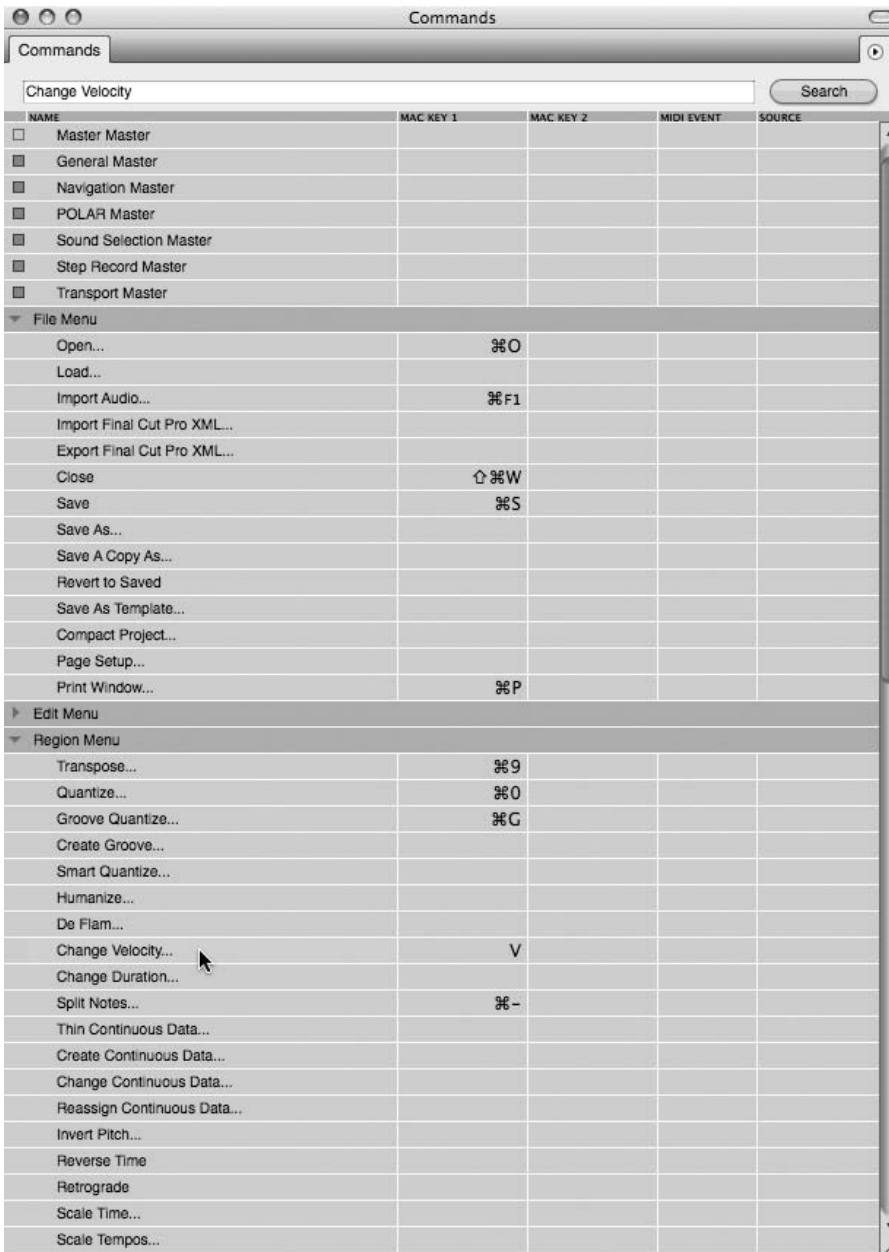 Commands
Commands
Change Velocity Search
NAME MAC KEY 1 MAC KEY 2 MIDI EVENT SOURCE
Master Master
General Master
Navigation Master
POLAR Master
Sound Selection Master
Step Record Master
Transport Master
File Menu
Open... ⌘O
Load...
Import Audio... ⌘F1
Import Final Cut Pro XML...
Export Final Cut Pro XML...
Close ⇧⌘W
Save ⌘S
Save As...
Save A Copy As...
Revert to Saved
Save As Template...
Compact Project...
Page Setup...
Print Window... ⌘P
Edit Menu
Region Menu
Transpose... ⌘9
Quantize... ⌘0
Groove Quantize... ⌘G
Create Groove...
Smart Quantize...
Humanize...
De Flam...
Change Velocity... V
Change Duration...
Split Notes... ⌘-
Thin Continuous Data...
Create Continuous Data...
Change Continuous Data...
Reassign Continuous Data...
Invert Pitch...
Reverse Time
Retrograde
Scale Time...
Scale Tempos...